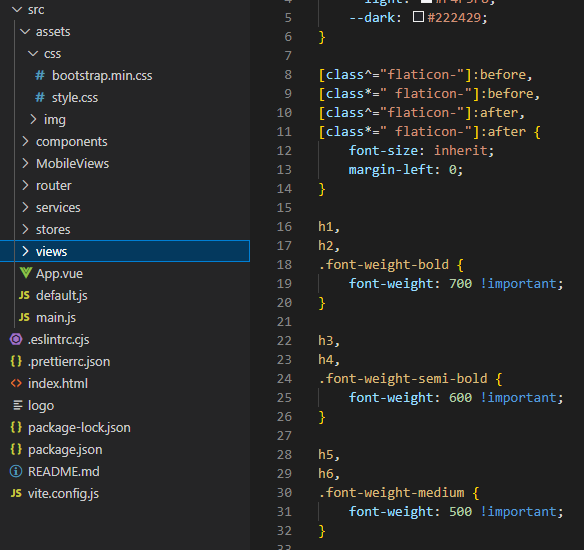 src
assets
css
# bootstrap.min.css
# style.css
img
components
MobileViews
router
services
stores
views
App.vue
JS default.js
JS main.js
.eslintrc.cjs
{} .prettierrc.json
<> index.html
logo
{} package-lock.json
{} package.json
README.md
JS vite.config.js
4
5 --dark: #222429;
6 }
7
8 [class^="flaticon-"]:before,
9 [class*=" flaticon-"]:before,
10 [class^="flaticon-"]:after,
11 [class*=" flaticon-"]:after {
12 font-size: inherit;
13 margin-left: 0;
14 }
15
16 h1,
17 h2,
18 .font-weight-bold {
19 font-weight: 700 !important;
20 }
21
22 h3,
23 h4,
24 .font-weight-semi-bold {
25 font-weight: 600 !important;
26 }
27
28 h5,
29 h6,
30 .font-weight-medium {
31 font-weight: 500 !important;
32 }
33